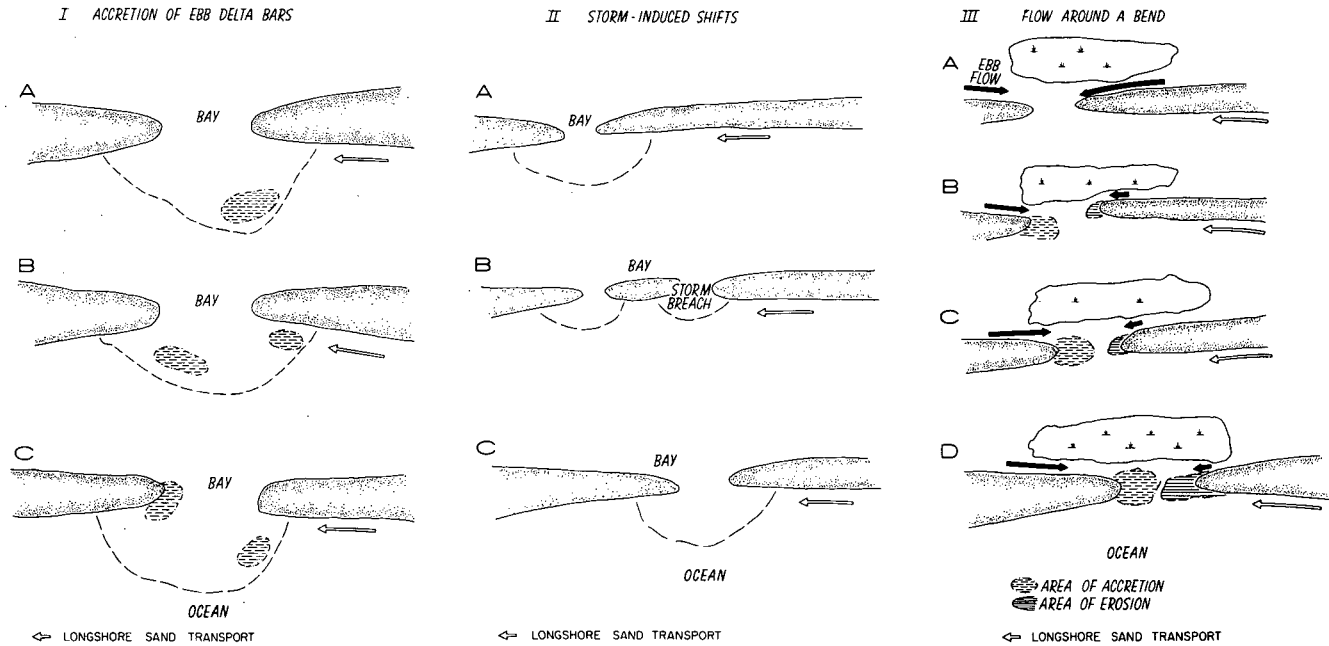 I ACCRETION OF EBB DELTA BARS
A
BAY
B
BAY
C
BAY
OCEAN
LONGSHORE SAND TRANSPORT
II STORM-INDUCED SHIFTS
A
BAY
B
BAY
STORM
BREACH
C
BAY
OCEAN
LONGSHORE SAND TRANSPORT
III FLOW AROUND A BEND
A
EBB
FLOW
B
C
D
OCEAN
AREA OF ACCRETION
AREA OF EROSION
LONGSHORE SAND TRANSPORT